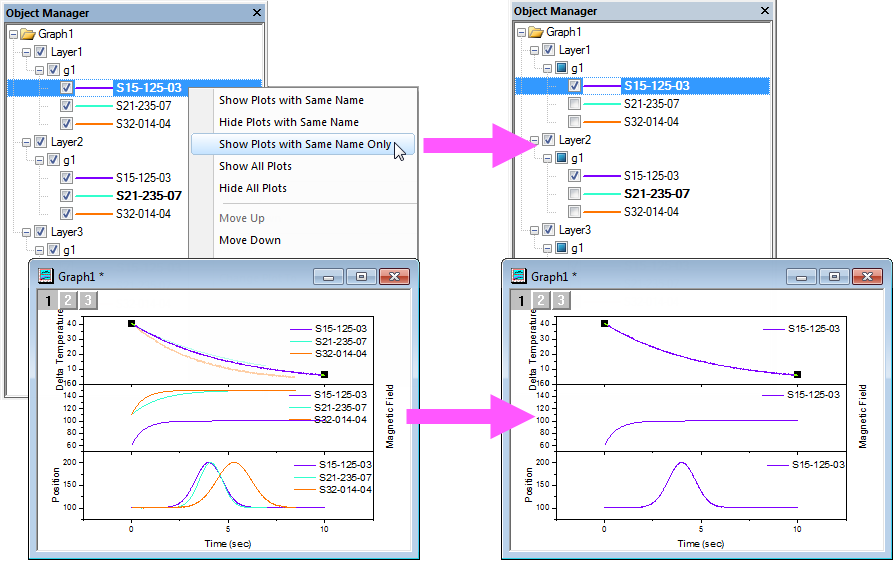 Object Manager
Graph1
Layer1
g1
S15-125-03
S21-235-07
S32-014-04
Layer2
g1
S15-125-03
S21-235-07
S32-014-04
Layer3
g1
Show Plots with Same Name
Hide Plots with Same Name
Show Plots with Same Name Only
Show All Plots
Hide All Plots
Move Up
Move Down
Object Manager
Graph1
Layer1
g1
S15-125-03
S21-235-07
S32-014-04
Layer2
g1
S15-125-03
S21-235-07
S32-014-04
Layer3
g1
Graph1 *
1 2 3
Delta Temperature
40
30
20
10
S15-125-03
S21-235-07
S32-014-04
160
140
120
100
80
60
S15-125-03
S21-235-07
S32-014-04
Magnetic Field
Position
200
150
100
S15-125-03
S21-235-07
S32-014-04
0 5 10
Time (sec)
Graph1 *
1 2 3
Delta Temperature
40
30
20
10
S15-125-03
160
140
120
100
80
60
S15-125-03
Magnetic Field
Position
200
150
100
S15-125-03
0 5 10
Time (sec)